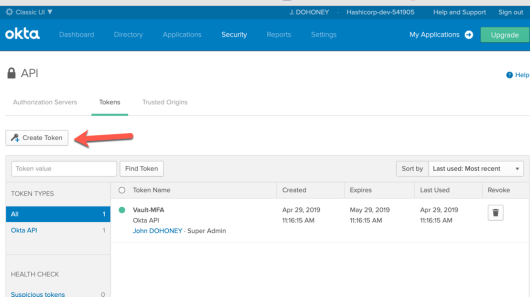 Classic UI ▼ J. DOHONEY Hashicorp-dev-541905 Help and Support Sign out
okta Dashboard Directory Applications Security Reports Settings My Applications Upgrade
API
Help
Authorization Servers Tokens Trusted Origins
Create Token
Token value Find Token Sort by Last used: Most recent
TOKEN TYPES Token Name Created Expires Last Used Revoke
All 1 Vault-MFA Apr 29, 2019 May 29, 2019 Apr 29, 2019
Okta API 11:16:15 AM 11:16:15 AM 11:16:15 AM
Okta API 1 John DOHONEY - Super Admin
HEALTH CHECK
Suspicious tokens 0